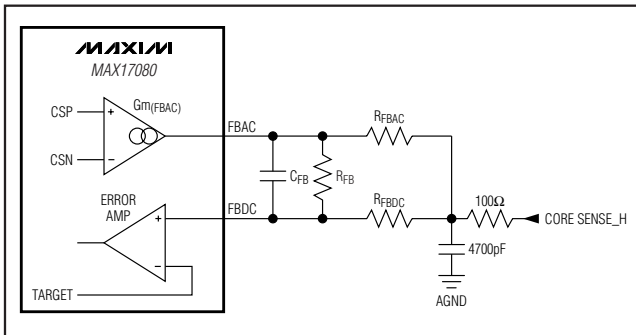 MAXIM
MAX17080
Gm(FBAC)
CSP
+
CSN
−
FBAC
RFBAC
CFB
RFB
ERROR
AMP
FBDC
+
RFBDC
100Ω
CORE SENSE_H
−
TARGET
4700pF
AGND